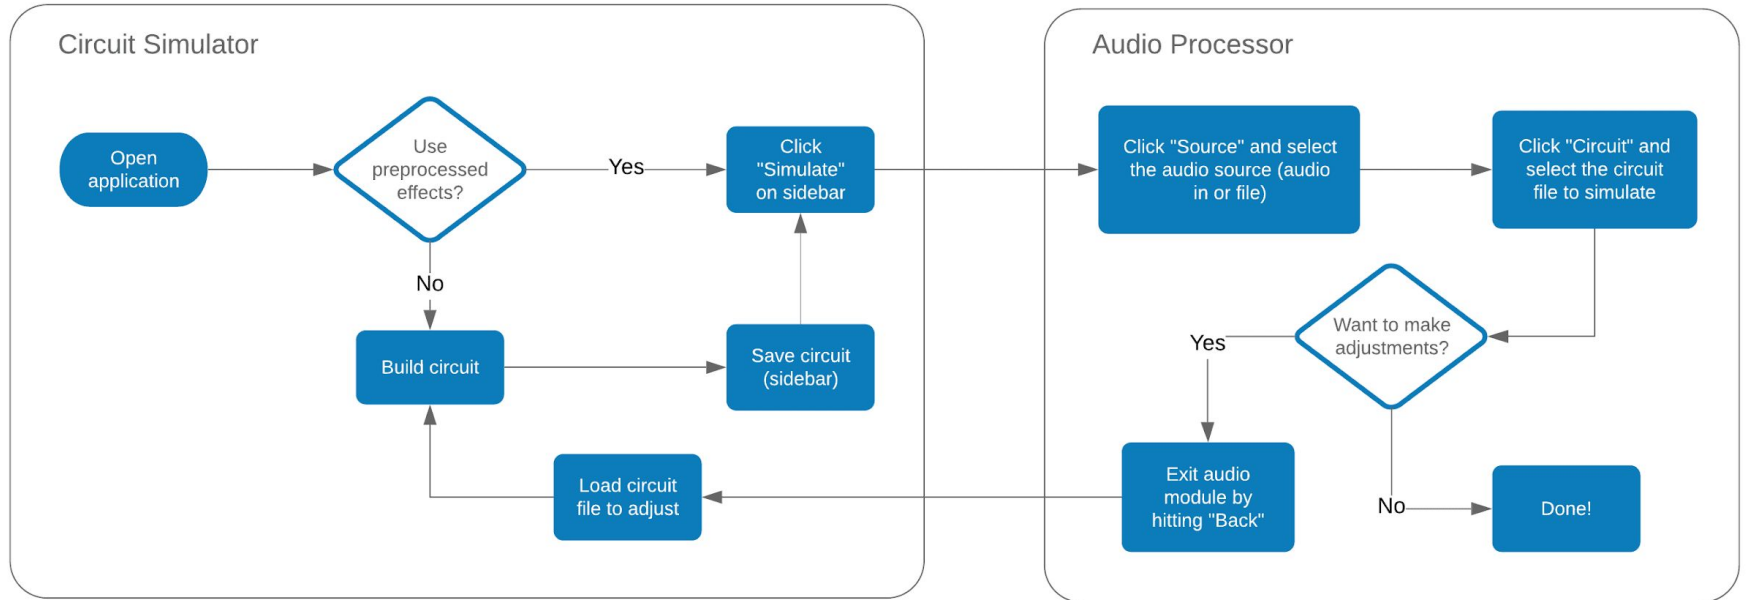 Circuit Simulator
Open
application
Use
preprocessed
effects?
Yes
Click
"Simulate"
on sidebar
No
Build circuit
Save circuit
(sidebar)
Load circuit
file to adjust
Audio Processor
Click "Source" and select
the audio source (audio
in or file)
Click "Circuit" and
select the circuit
file to simulate
Want to make
adjustments?
Yes
Exit audio
module by
hitting "Back"
No
Done!